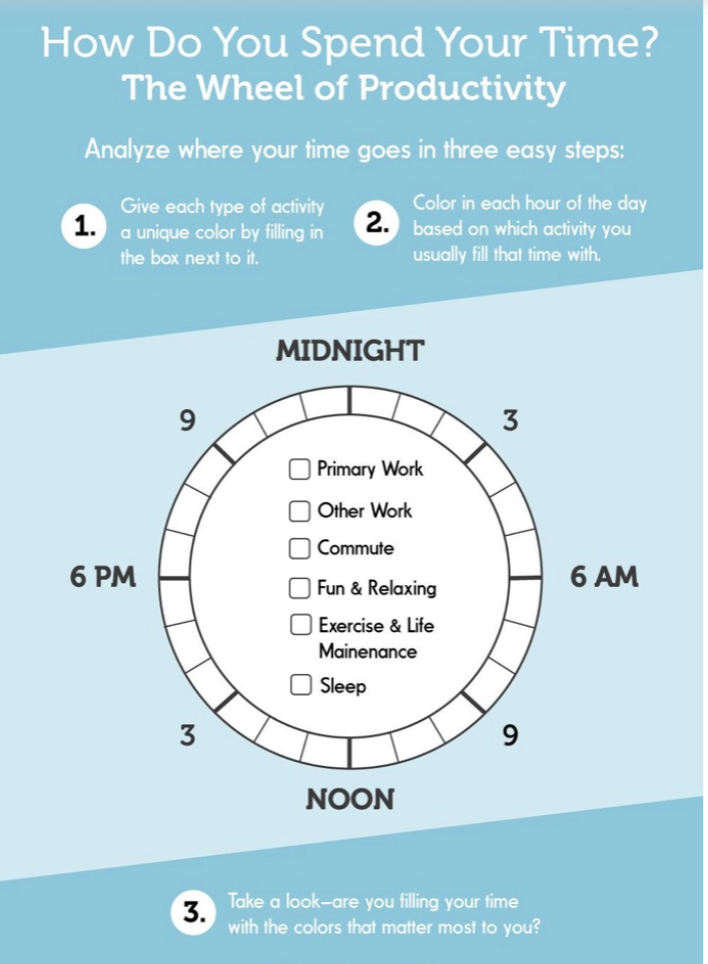 How Do You Spend Your Time?
The Wheel of Productivity
Analyze where your time goes in three easy steps:
1.
Give each type of activity
a unique color by filling in
the box next to it.
2.
Color in each hour of the day
based on which activity you
usually fill that time with.
MIDNIGHT
9
3
Primary Work
Other Work
Commute
6 PM
6 AM
Fun & Relaxing
Exercise & Life
Mainenance
Sleep
3
9
NOON
3.
Take a look—are you filling your time
with the colors that matter most to you?